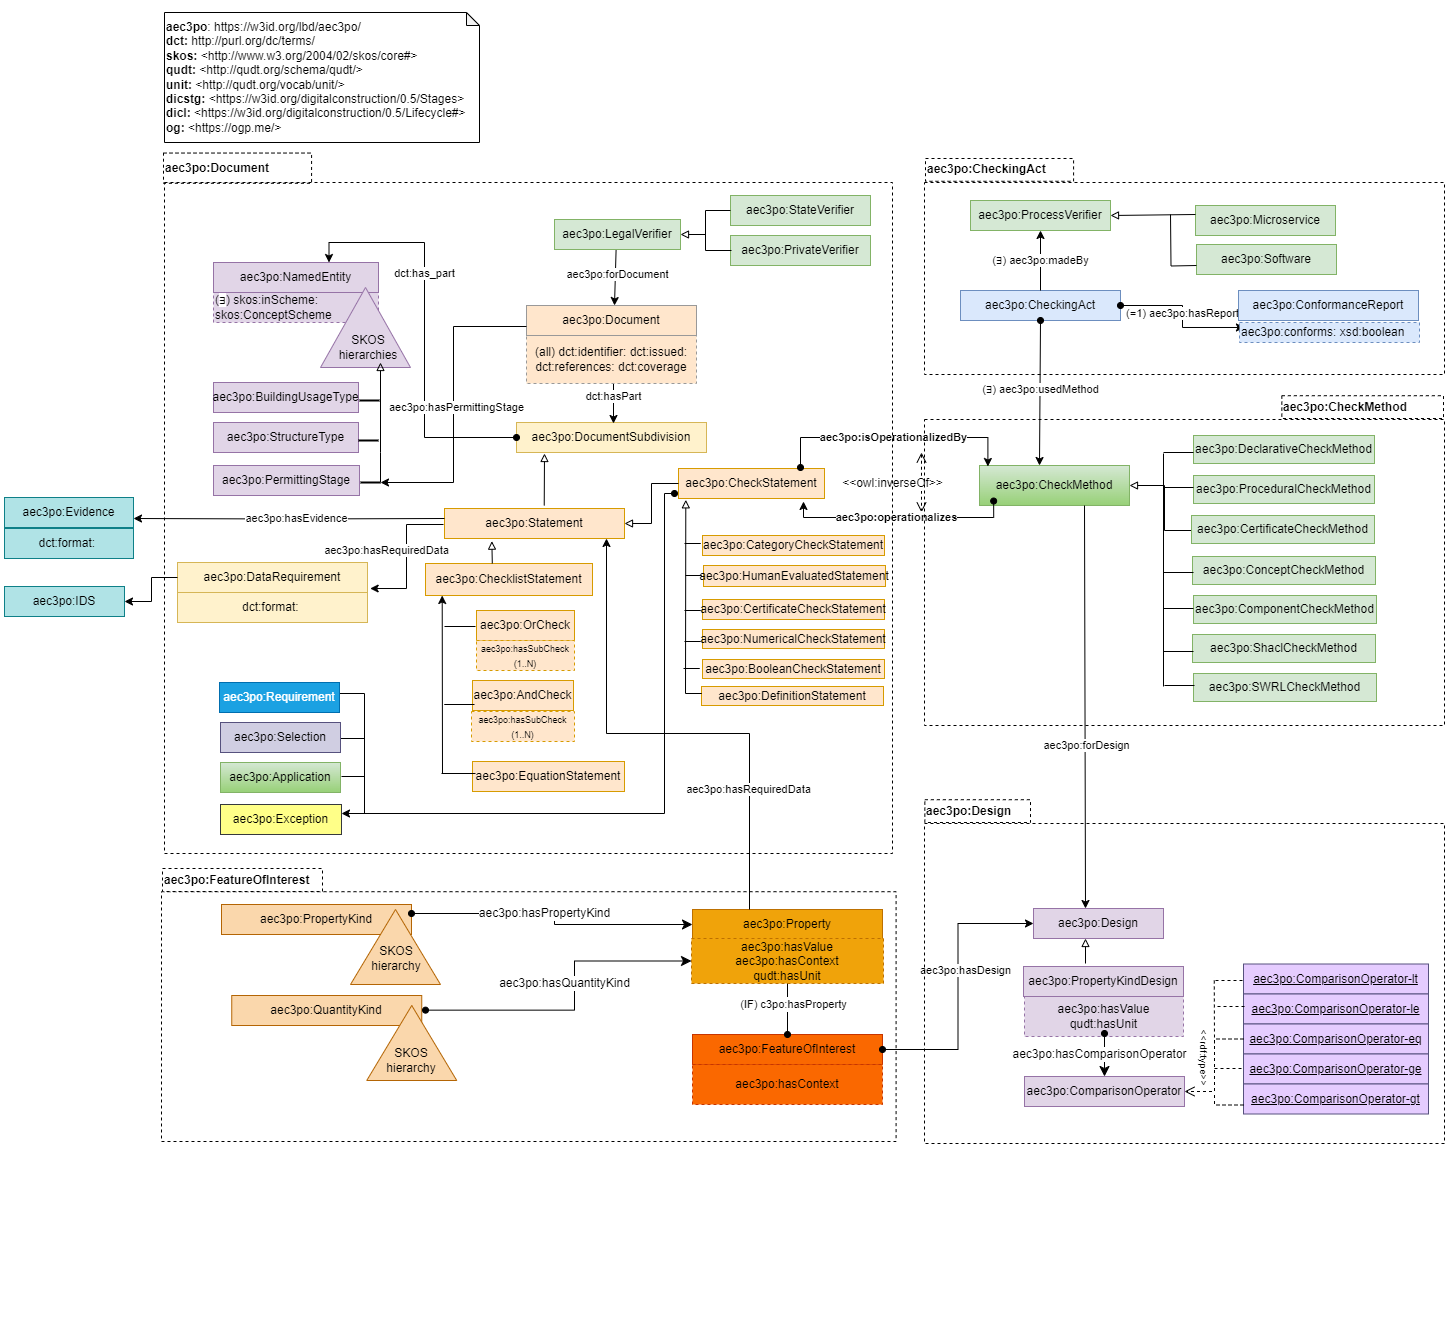 aec3po: https://w3id.org/lbd/aec3po/
dct: http://purl.org/dc/terms/
skos: <http://www.w3.org/2004/02/skos/core#>
qudt: <http://qudt.org/schema/qudt/>
unit: <http://qudt.org/vocab/unit/>
dicstg: <https://w3id.org/digitalconstruction/0.5/Stages>
dicl: <https://w3id.org/digitalconstruction/0.5/Lifecycle#>
og: <https://ogp.me/>
aec3po:Document
aec3po:StateVerifier
aec3po:LegalVerifier
aec3po:PrivateVerifier
aec3po:forDocument
dct:has_part
aec3po:NamedEntity
(∃) skos:inScheme:
skos:ConceptScheme
SKOS
hierarchies
aec3po:Document
(all) dct:identifier: dct:issued:
dct:references: dct:coverage
dct:hasPart
aec3po:BuildingUsageType
aec3po:hasPermittingStage
aec3po:StructureType
aec3po:DocumentSubdivision
aec3po:PermittingStage
aec3po:CheckStatement
aec3po:Evidence
dct:format:
aec3po:hasEvidence
aec3po:Statement
aec3po:hasRequiredData
aec3po:DataRequirement
dct:format:
aec3po:IDS
aec3po:ChecklistStatement
aec3po:OrCheck
aec3po:hasSubCheck
(1..N)
aec3po:AndCheck
aec3po:hasSubCheck
(1..N)
aec3po:EquationStatement
aec3po:CategoryCheckStatement
aec3po:HumanEvaluatedStatement
aec3po:CertificateCheckStatement
aec3po:NumericalCheckStatement
aec3po:BooleanCheckStatement
aec3po:DefinitionStatement
aec3po:Requirement
aec3po:Selection
aec3po:Application
aec3po:Exception
aec3po:hasRequiredData
aec3po:CheckingAct
aec3po:ProcessVerifier
aec3po:Microservice
aec3po:Software
(∃) aec3po:madeBy
aec3po:CheckingAct
(=1) aec3po:hasReport
aec3po:ConformanceReport
aec3po:conforms: xsd:boolean
(∃) aec3po:usedMethod
aec3po:CheckMethod
aec3po:isOperationalizedBy
<<owl:inverseOf>>
aec3po:operationalizes
aec3po:CheckMethod
aec3po:DeclarativeCheckMethod
aec3po:ProceduralCheckMethod
aec3po:CertificateCheckMethod
aec3po:ConceptCheckMethod
aec3po:ComponentCheckMethod
aec3po:ShaclCheckMethod
aec3po:SWRLCheckMethod
aec3po:forDesign
aec3po:FeatureOfInterest
aec3po:PropertyKind
SKOS
hierarchy
aec3po:hasPropertyKind
aec3po:QuantityKind
SKOS
hierarchy
aec3po:hasQuantityKind
aec3po:Property
aec3po:hasValue
aec3po:hasContext
qudt:hasUnit
(IF) c3po:hasProperty
aec3po:FeatureOfInterest
aec3po:hasContext
aec3po:hasDesign
aec3po:Design
aec3po:Design
aec3po:PropertyKindDesign
aec3po:hasValue
qudt:hasUnit
aec3po:hasComparisonOperator
aec3po:ComparisonOperator
<<rdf:type>>
aec3po:ComparisonOperator-lt
aec3po:ComparisonOperator-le
aec3po:ComparisonOperator-eq
aec3po:ComparisonOperator-ge
aec3po:ComparisonOperator-gt